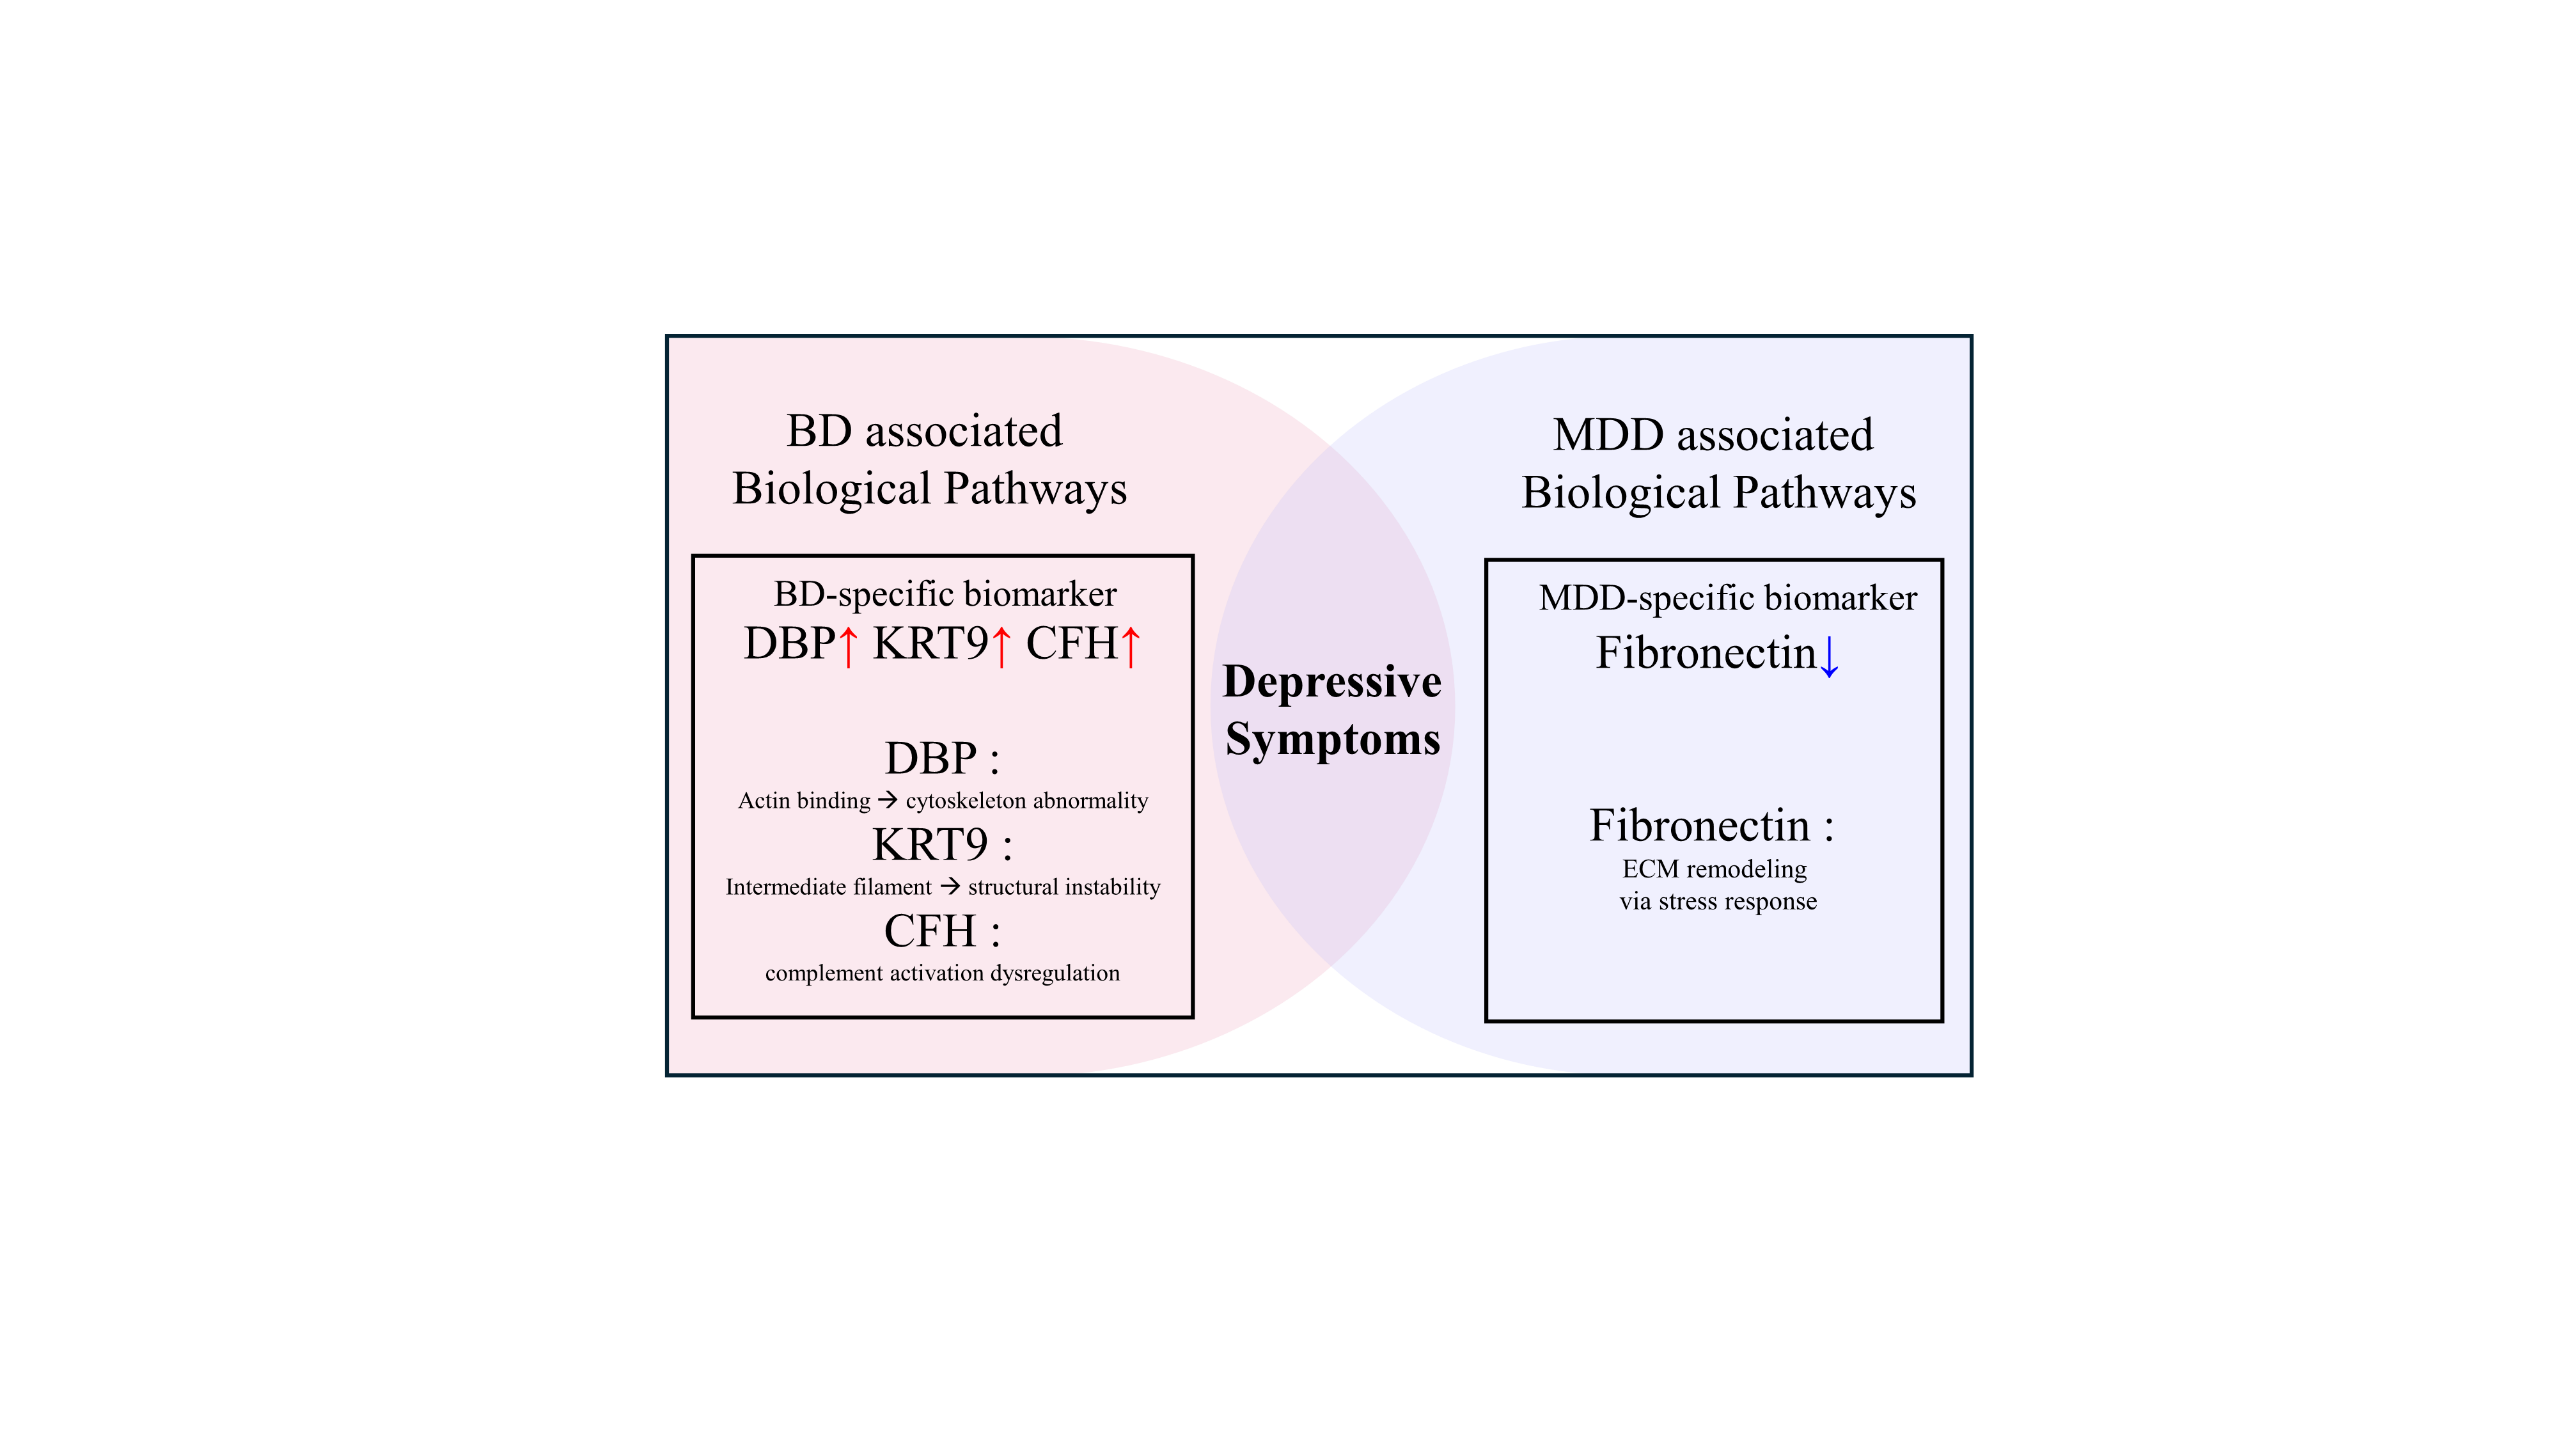 BD associated
Biological Pathways
BD-specific biomarker
DBP↑ KRT9↑ CFH↑
DBP :
Actin binding → cytoskeleton abnormality
KRT9 :
Intermediate filament → structural instability
CFH :
complement activation dysregulation
Depressive
Symptoms
MDD associated
Biological Pathways
MDD-specific biomarker
Fibronectin↓
Fibronectin :
ECM remodeling
via stress response